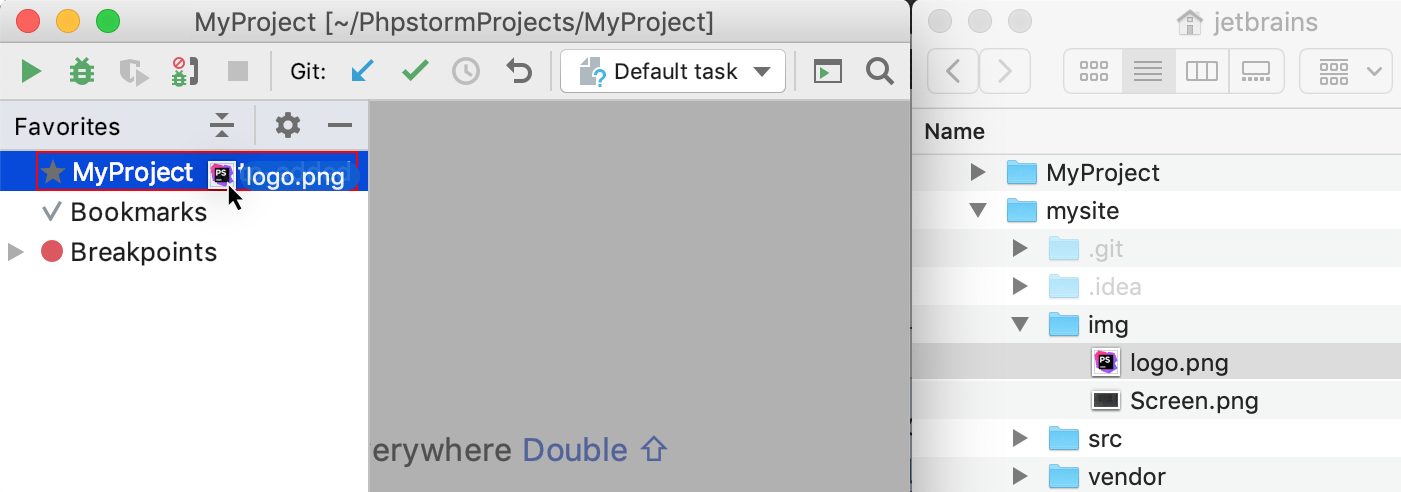 MyProject [~/PhpstormProjects/MyProject]
Git: Default task
Favorites
MyProject logo.png
Bookmarks
Breakpoints
erywhere Double ⇧
jetbrains
Name
MyProject
mysite
.git
.idea
img
PS logo.png
Screen.png
src
vendor